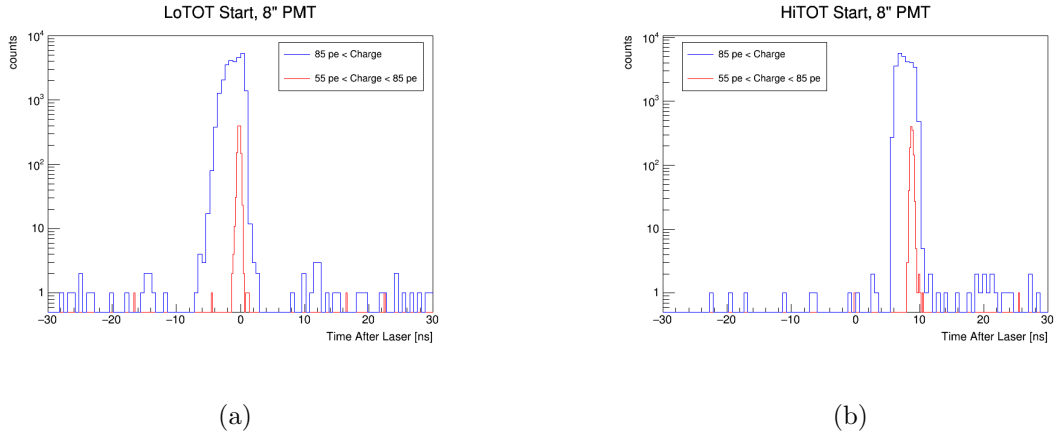 LoTOT Start, 8" PMT
counts
10⁴
10³
10²
10
1
85 pe < Charge
55 pe < Charge < 85 pe
−30 −20 −10 0 10 20 30
Time After Laser [ns]
(a)
HiTOT Start, 8" PMT
counts
10⁴
10³
10²
10
1
85 pe < Charge
55 pe < Charge < 85 pe
−30 −20 −10 0 10 20 30
Time After Laser [ns]
(b)